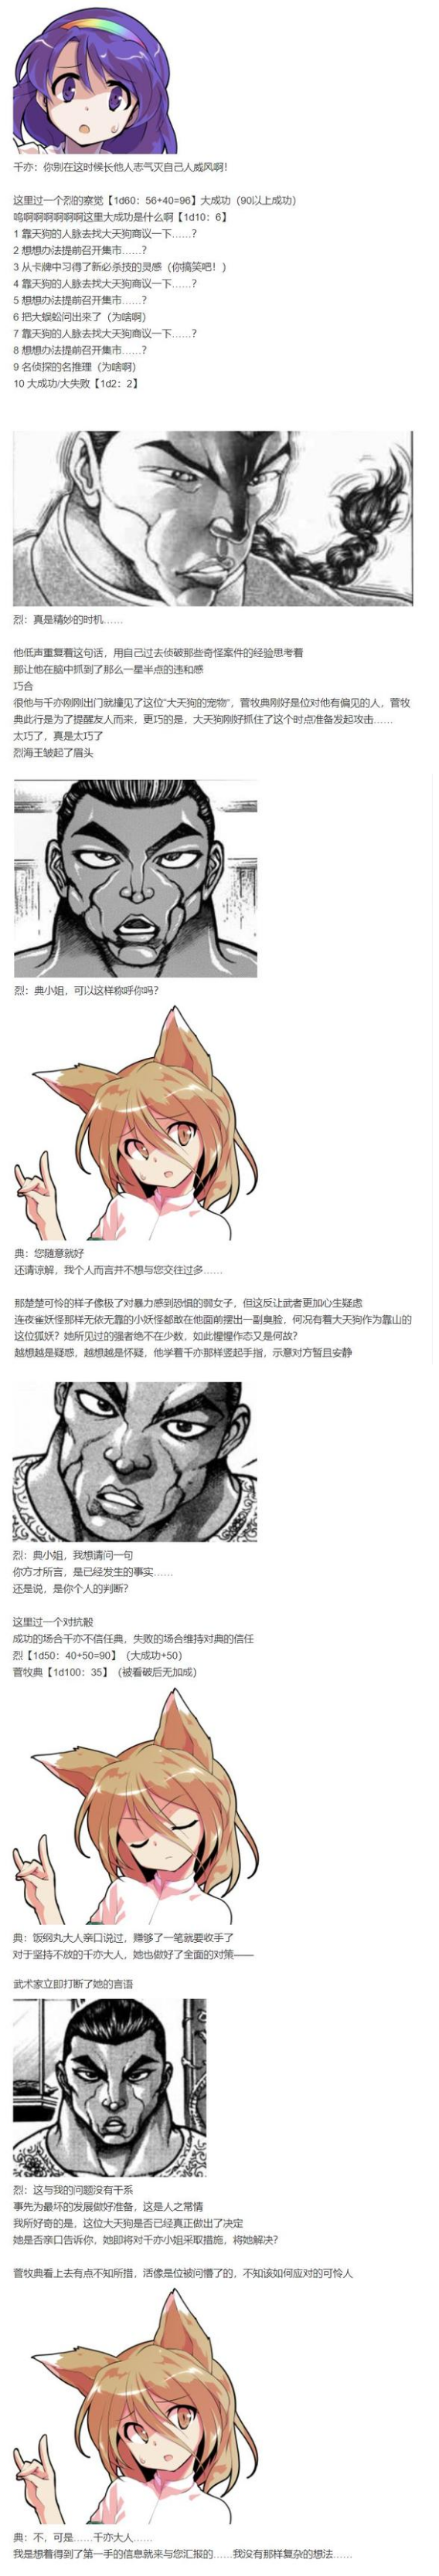 千亦：你别在这时候长他人志气灭自己人威风啊！
这里过一个烈的察觉【1d60：56+40=96】大成功（90以上成功）
呜啊啊啊啊啊啊这里大成功是什么啊【1d10：6】
1 靠天狗的人脉去找大天狗商议一下……？
2 想想办法提前召开集市……？
3 从卡牌中习得了新必杀技的灵感（你搞笑吧！）
4 靠天狗的人脉去找大天狗商议一下……？
5 想想办法提前召开集市……？
6 把大蜈蚣问出来了（为啥啊）
7 靠天狗的人脉去找大天狗商议一下……？
8 想想办法提前召开集市……？
9 名侦探的名推理（为啥啊）
10 大成功/大失败【1d2：2】
烈：真是精妙的时机……
他低声重复着这句话，用自己过去侦破那些奇怪案件的经验思考着
那让他在脑中抓到了那么一星半点的违和感
巧合
很他与千亦刚刚出门就撞见了这位“大天狗的宠物”，菅牧典刚好是位对他有偏见的人，菅牧
典此行是为了提醒友人而来，更巧的是，大天狗刚好抓住了这个时点准备发起攻击……
太巧了，真是太巧了
烈海王皱起了眉头
烈：典小姐，可以这样称呼你吗？
典：您随意就好
还请谅解，我个人而言并不想与您交往过多……
那楚楚可怜的样子像极了对暴力感到恐惧的弱女子，但这反让武者更加心生疑虑
连夜雀妖怪那样无依无靠的小妖怪都敢在他面前摆出一副臭脸，何况有着大天狗作为靠山的
这位狐妖？她所见过的强者绝不在少数，如此惺惺作态又是何故？
越想越是疑惑，越想越是怀疑，他学着千亦那样竖起手指，示意对方暂且安静
烈：典小姐，我想请问一句
你方才所言，是已经发生的事实……
还是说，是你个人的判断？
这里过一个对抗骰
成功的场合千亦不信任典，失败的场合维持对典的信任
烈【1d50：40+50=90】（大成功+50）
菅牧典【1d100：35】（被看破后无加成）
典：饭纲丸大人亲口说过，赚够了一笔就要收手了
对于坚持不放的千亦大人，她也做好了全面的对策——
武术家立即打断了她的言语
烈：这与我的问题没有干系
事先为最坏的发展做好准备，这是人之常情
我所好奇的是，这位大天狗是否已经真正做出了决定
她是否亲口告诉你，她即将对千亦小姐采取措施，将她解决？
菅牧典看上去有点不知所措，活像是位被问懵了的，不知该如何应对的可怜人
典：不，可是……千亦大人……
我是想着得到了第一手的信息就来与您汇报的……我没有那样复杂的想法……